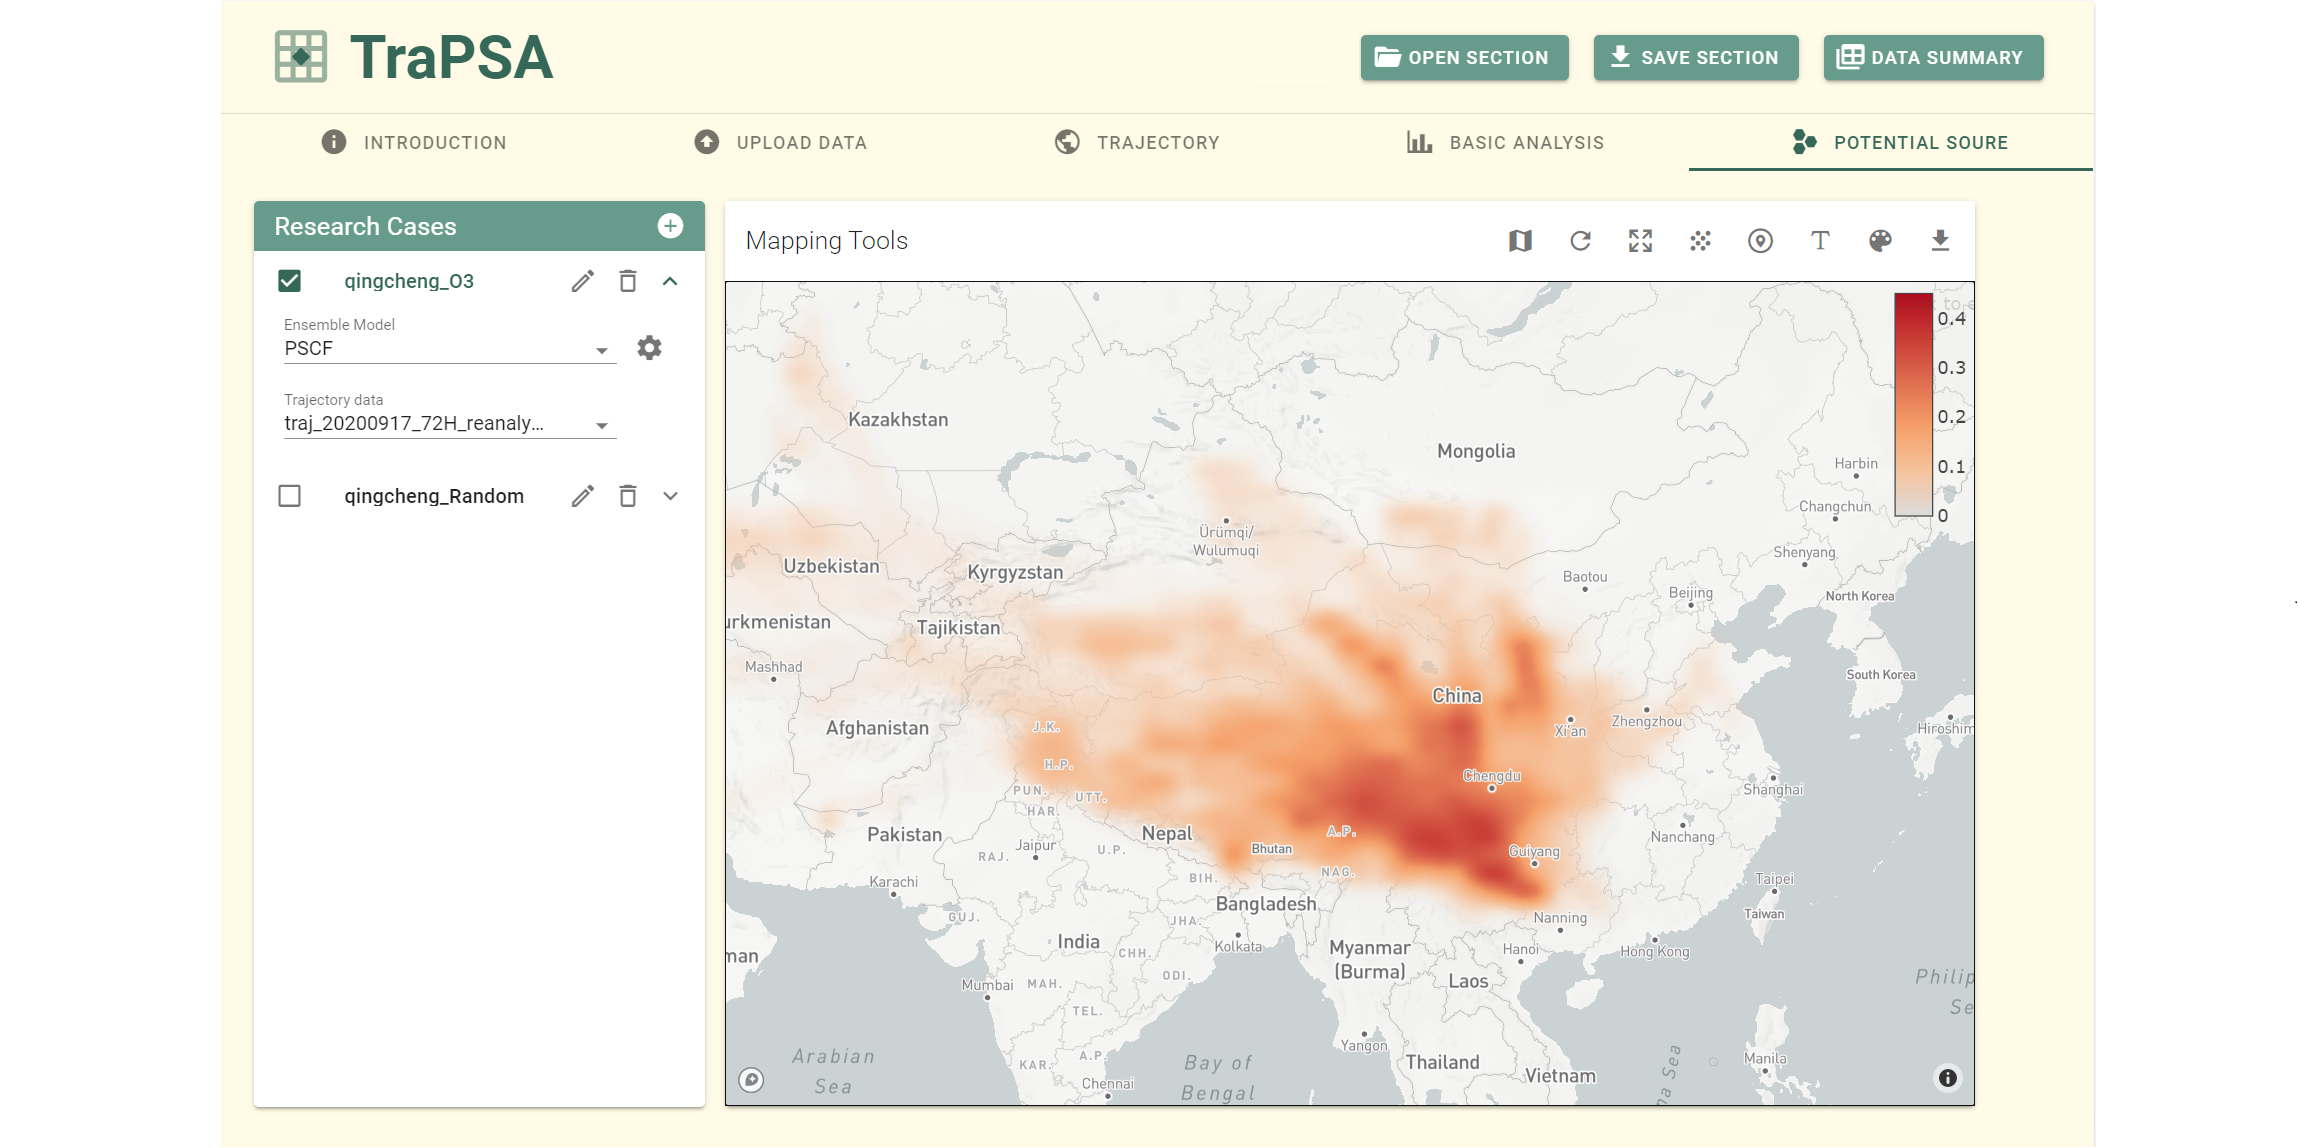 TraPSA
OPEN SECTION
SAVE SECTION
DATA SUMMARY
INTRODUCTION
UPLOAD DATA
TRAJECTORY
BASIC ANALYSIS
POTENTIAL SOURE
Research Cases
qingcheng_O3
Ensemble Model
PSCF
Trajectory data
traj_20200917_72H_reanaly...
qingcheng_Random
Mapping Tools
T
to e
0.4
0.3
0.2
0.1
0
Kazakhstan
Mongolia
Harbin
Changchun
Ürümqi/
Wulumuqi
Shenyang
Uzbekistan
Kyrgyzstan
Baotou
Beijing
North Korea
urkmenistan
Tajikistan
Mashhad
South Korea
China
Afghanistan
J.K.
Xi'an
Zhengzhou
Hiroshim
H.P.
Chengdu
PUN.
UTT.
Shanghai
HAR.
Pakistan
Nepal
A.P.
Nanchang
Jaipur
RAJ.
U.P.
Bhutan
Guiyang
Karachi
BIH.
NAG.
Taipei
Bangladesh
Taiwan
GUJ.
JHA.
Nanning
India
Kolkata
CHH.
Myanmar
(Burma)
Hanoi
Hong Kong
man
ODI.
Laos
Philip
Se
Mumbai
MAH.
TEL.
Yangon
Arabian
Sea
KAR.
A.P.
Bay of
Bengal
Thailand
Manila
Chennai
Vietnam
na Sea